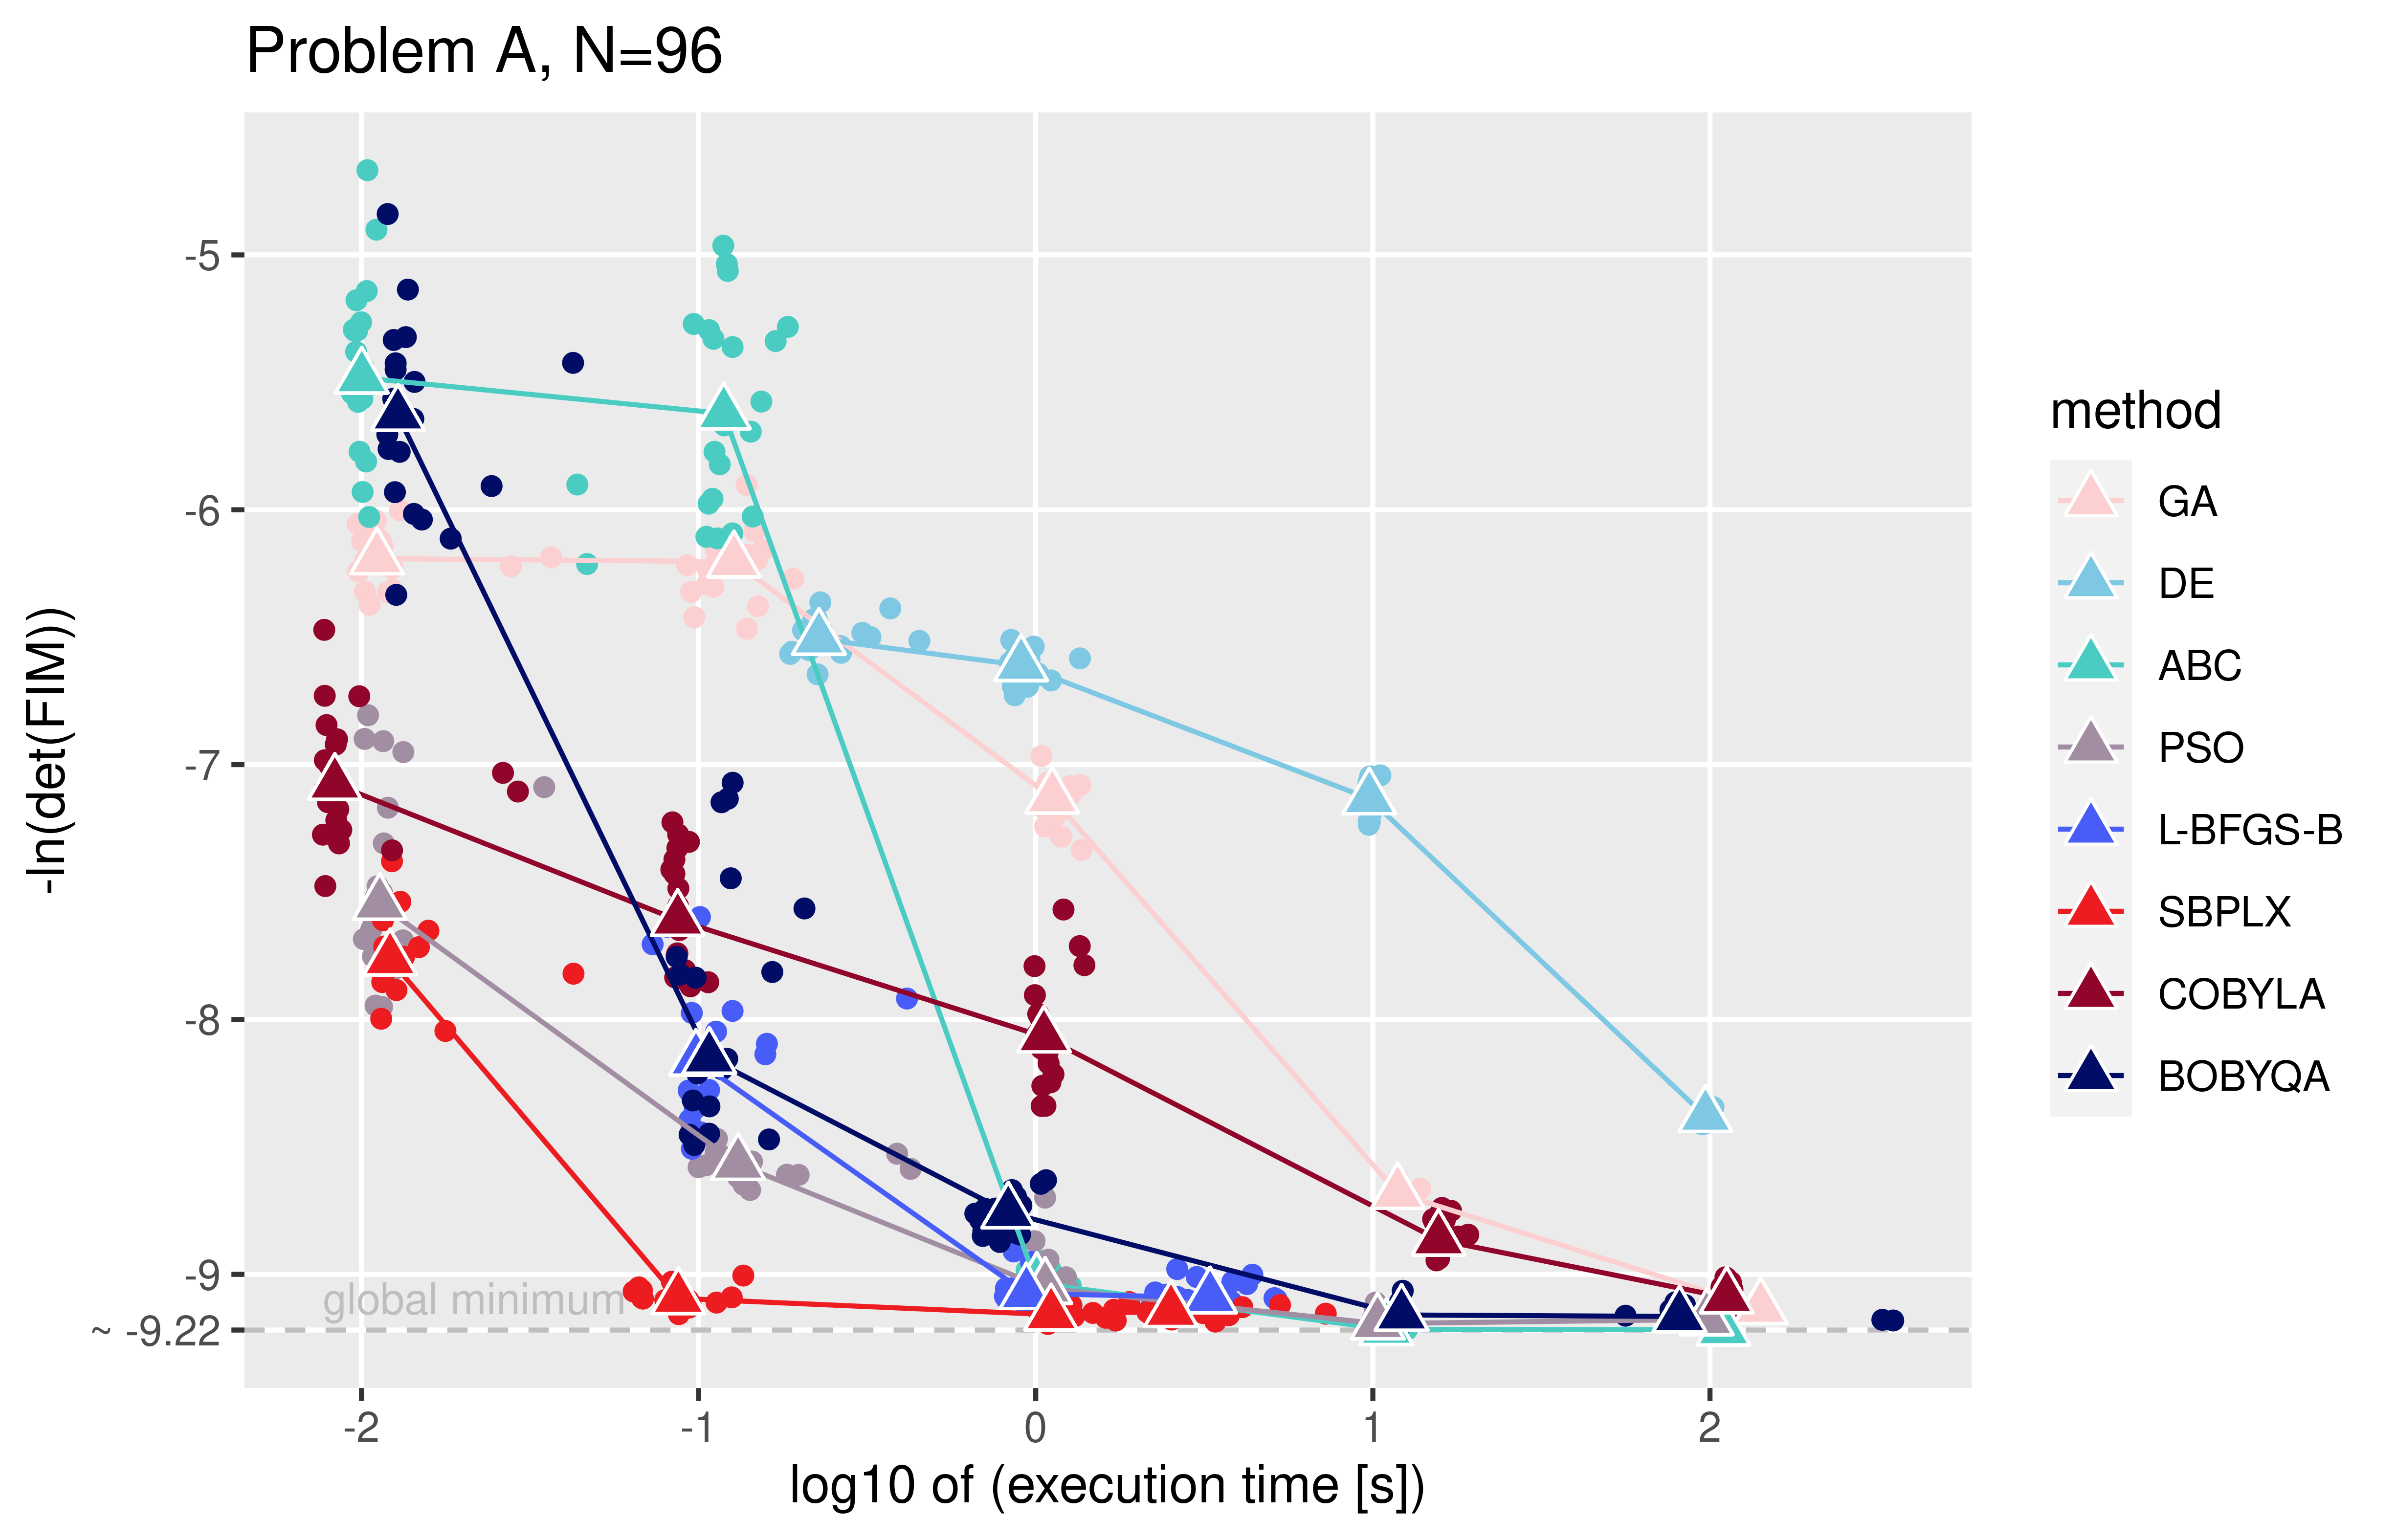 Problem A, N=96
-ln(det(FIM))
-5
-6
-7
-8
-9
~ -9.22
global minimum
-2
-1
0
1
2
log10 of (execution time [s])
method
GA
DE
ABC
PSO
L-BFGS-B
SBPLX
COBYLA
BOBYQA